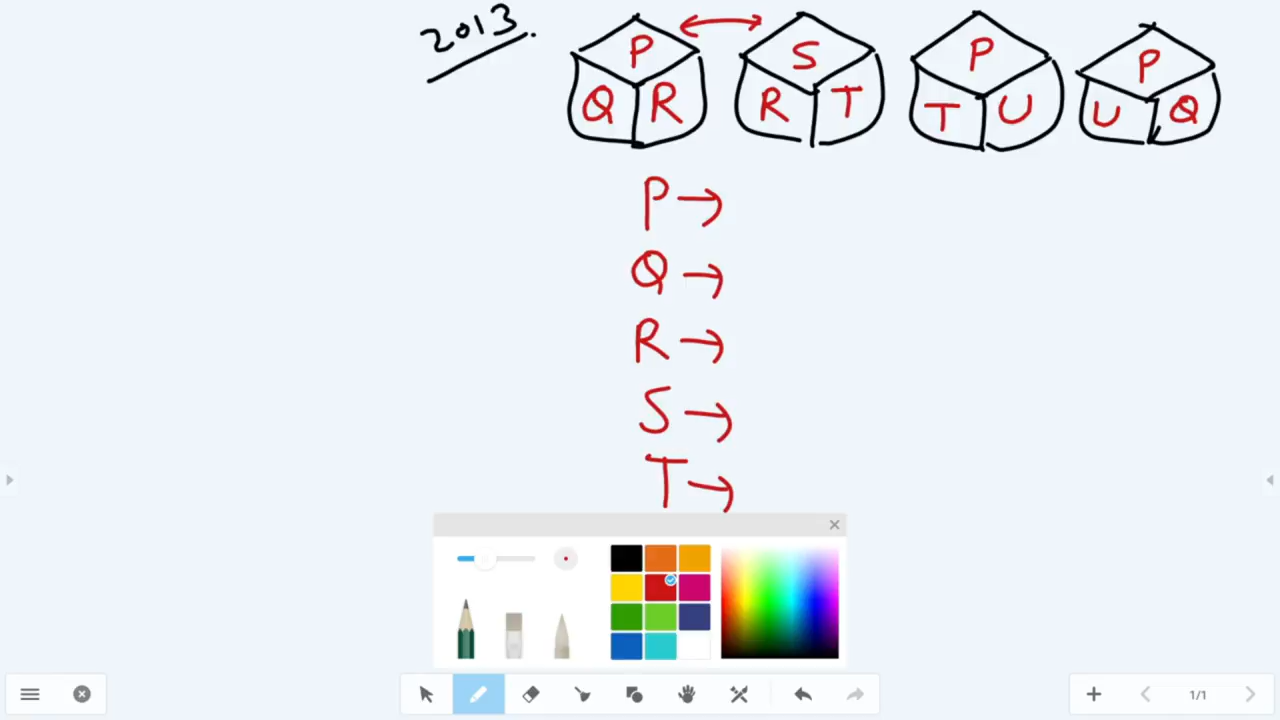 2013.
P S P P
Q R R T T U U Q
P →
Q →
R →
S →
T →
1/1